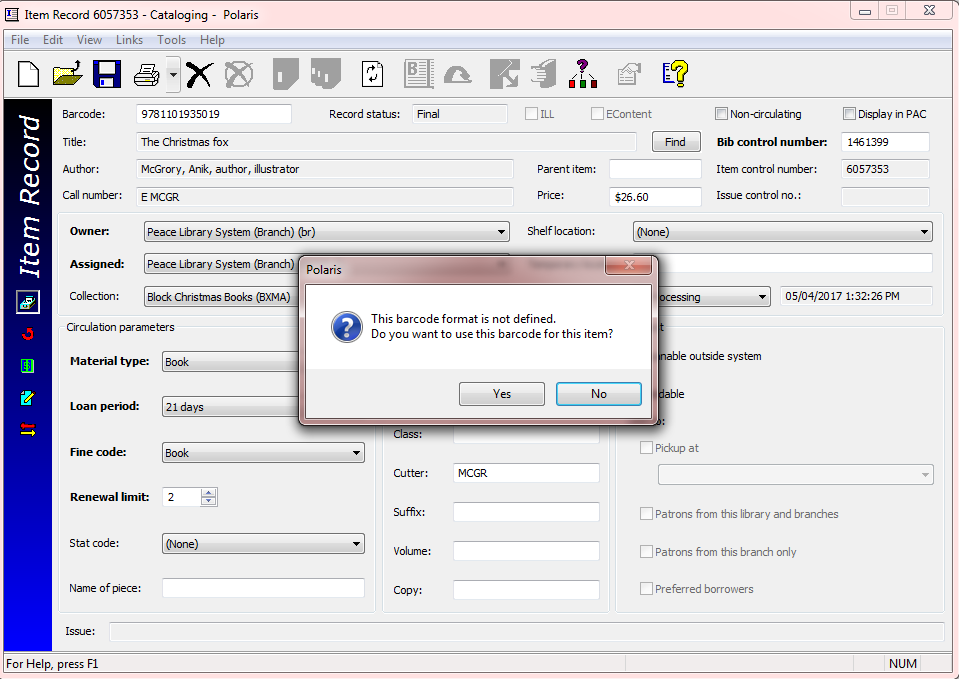 Item Record 6057353 - Cataloging - Polaris
File Edit View Links Tools Help
Item Record
Barcode: 9781101935019 Record status: Final ILL EContent Non-circulating Display in PAC
Title: The Christmas fox Find Bib control number: 1461399
Author: McGrory, Anik, author, illustrator Parent item: Item control number: 6057353
Call number: E MCGR Price: $26.60 Issue control no.:
Owner: Peace Library System (Branch) (br) Shelf location: (None)
Assigned: Peace Library System (Branch)
Collection: Block Christmas Books (BXMA) ocessing 05/04/2017 1:32:26 PM
Polaris
This barcode format is not defined.
Do you want to use this barcode for this item?
Yes No
Circulation parameters
Material type: Book
nable outside system
Loan period: 21 days
dable
Class:
Fine code: Book
Pickup at
Cutter: MCGR
Renewal limit: 2
Suffix:
Patrons from this library and branches
Stat code: (None)
Volume:
Patrons from this branch only
Name of piece:
Copy:
Preferred borrowers
Issue:
For Help, press F1 NUM